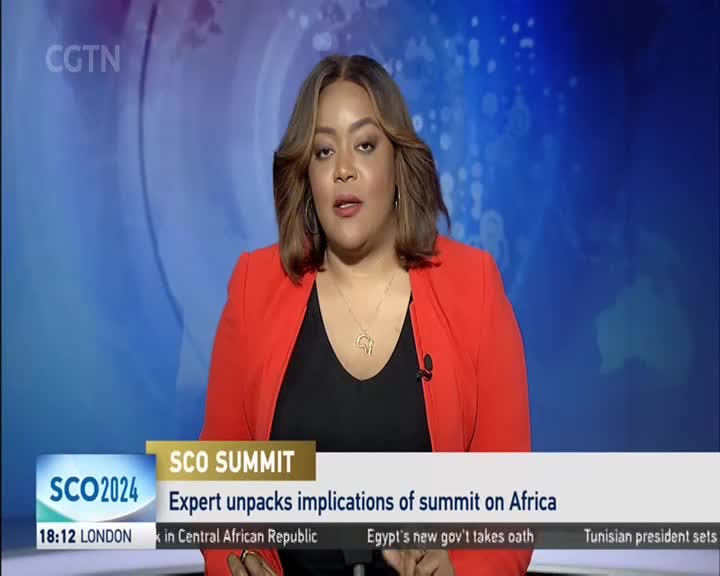 CGTN
SCO SUMMIT
SCO2024
Expert unpacks implications of summit on Africa
18:12 LONDON
k in Central African Republic Egypt's new gov't takes oath Tunisian president sets